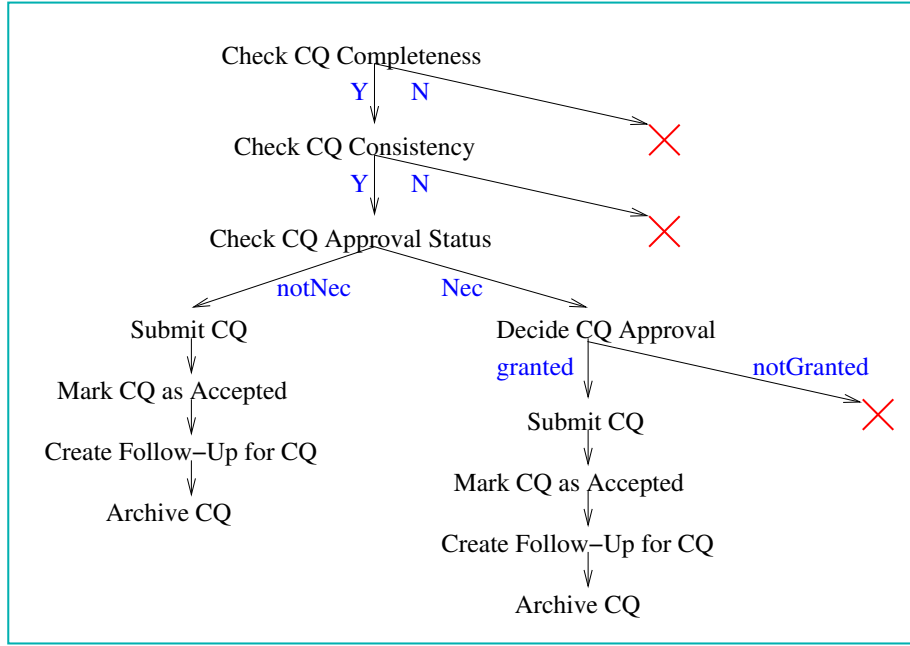 Check CQ Completeness
Y N
Check CQ Consistency
Y N
Check CQ Approval Status
notNec Nec
Submit CQ Decide CQ Approval
granted notGranted
Mark CQ as Accepted
Submit CQ
Create Follow−Up for CQ
Mark CQ as Accepted
Archive CQ
Create Follow−Up for CQ
Archive CQ